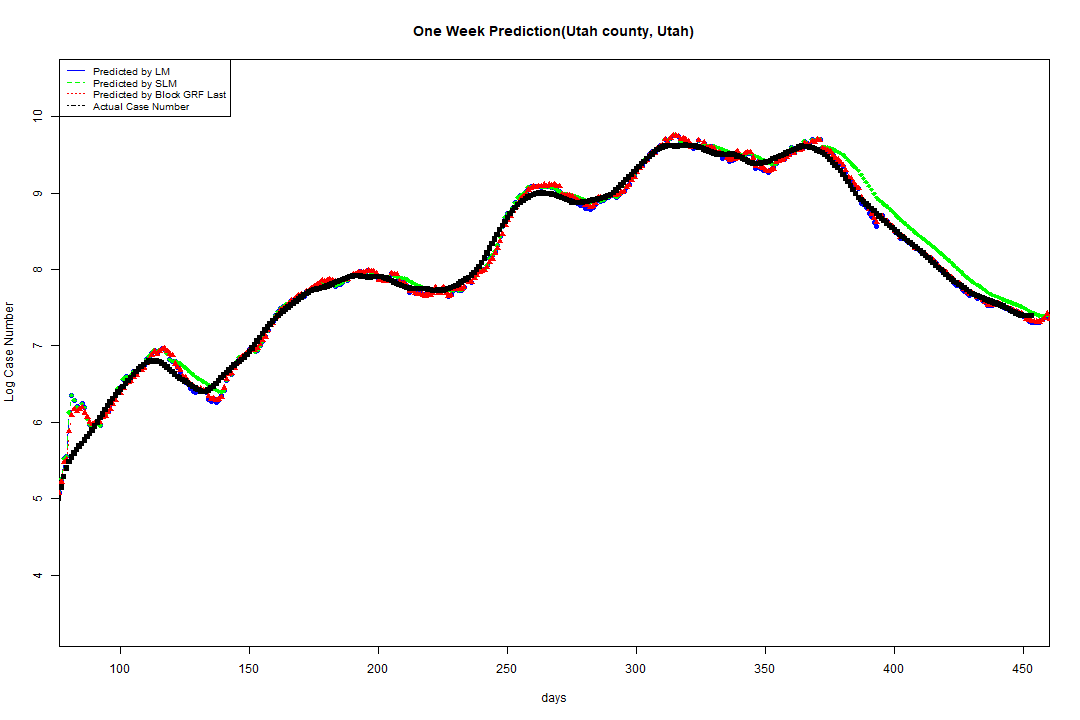 One Week Prediction(Utah county, Utah)
Predicted by LM
Predicted by SLM
Predicted by Block GRF Last
Actual Case Number
10
9
8
7
6
5
4
Log Case Number
100 150 200 250 300 350 400 450
days